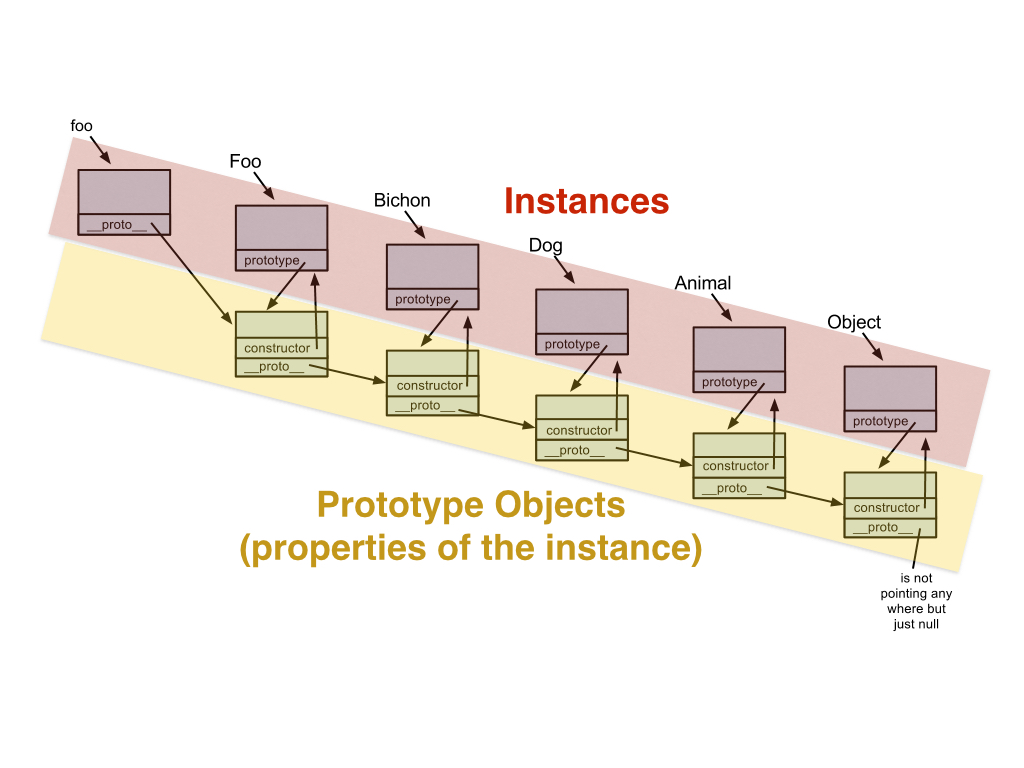 foo
Foo
Bichon
Instances
Dog
Animal
Object
__proto__
prototype
prototype
prototype
prototype
prototype
constructor
__proto__
constructor
__proto__
constructor
__proto__
constructor
__proto__
constructor
__proto__
Prototype Objects
(properties of the instance)
is not
pointing any
where but
just null